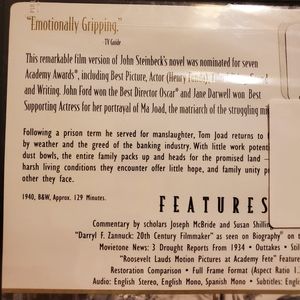 "Emotionally Gripping."
-TV Guide
This remarkable film version of John Steinbeck's novel was nominated for seven
Academy Awards®, including Best Picture, Actor (Henry
and Writing. John Ford won the Best Director Oscar® and Jane Darwell won Best
Supporting Actress for her portrayal of Ma Joad, the matriarch of the struggling
Following a prison term he served for manslaughter, Tom Joad returns to
by weather and the greed of the banking industry. With little work potent
dust bowls, the entire family packs up and heads for the promised land –
harsh living conditions they encounter offer little hope, and family unity
other they face.
1940, B&W, Approx. 129 Minutes.
FEATURES
Commentary by scholars Joseph McBride and Susan Shillin
"Darryl F. Zanuck: 20th Century Filmmaker" as seen on Biography
Movietone News: 3 Drought Reports From 1934 • Outtakes • Stil
"Roosevelt Lauds Motion Pictures at Academy Fete" Feature
Restoration Comparison • Full Frame Format (Aspect Ratio 1.
Audio: English Stereo, English Mono, Spanish Mono • Subtitles: Engl